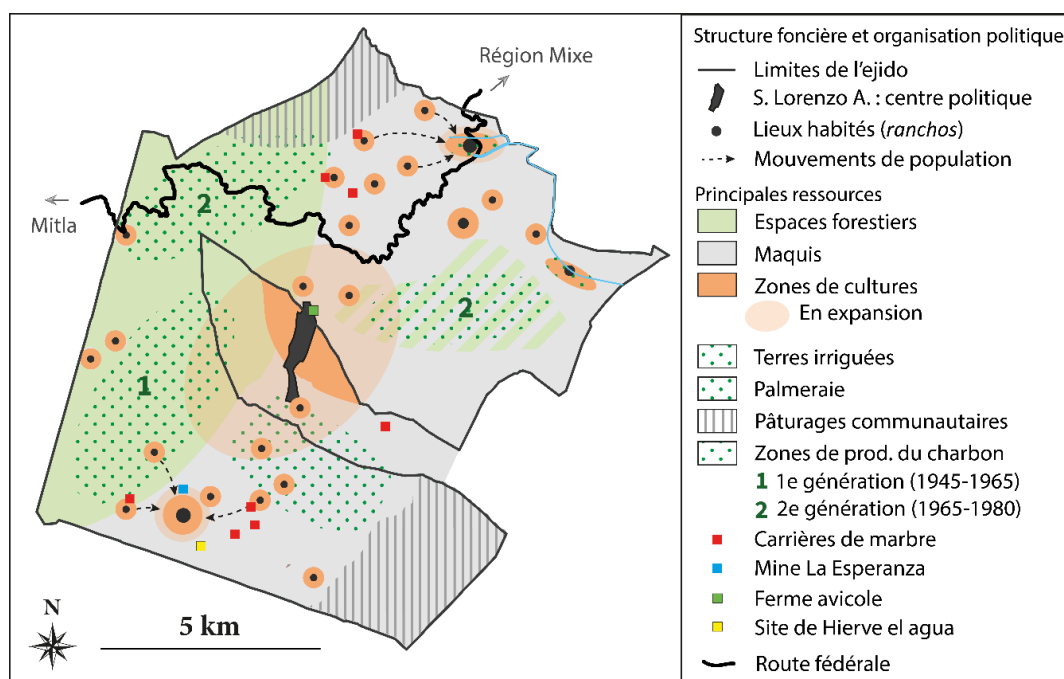 Région Mixe
Mitla
2
2
1
N
5 km
Structure foncière et organisation politique
Limites de l'ejido
S. Lorenzo A. : centre politique
Lieux habités (ranchos)
Mouvements de population
Principales ressources
Espaces forestiers
Maquis
Zones de cultures
En expansion
Terres irriguées
Palmeraie
Pâturages communautaires
Zones de prod. du charbon
1 1e génération (1945-1965)
2 2e génération (1965-1980)
Carrières de marbre
Mine La Esperanza
Ferme avicole
Site de Hierve el agua
Route fédérale